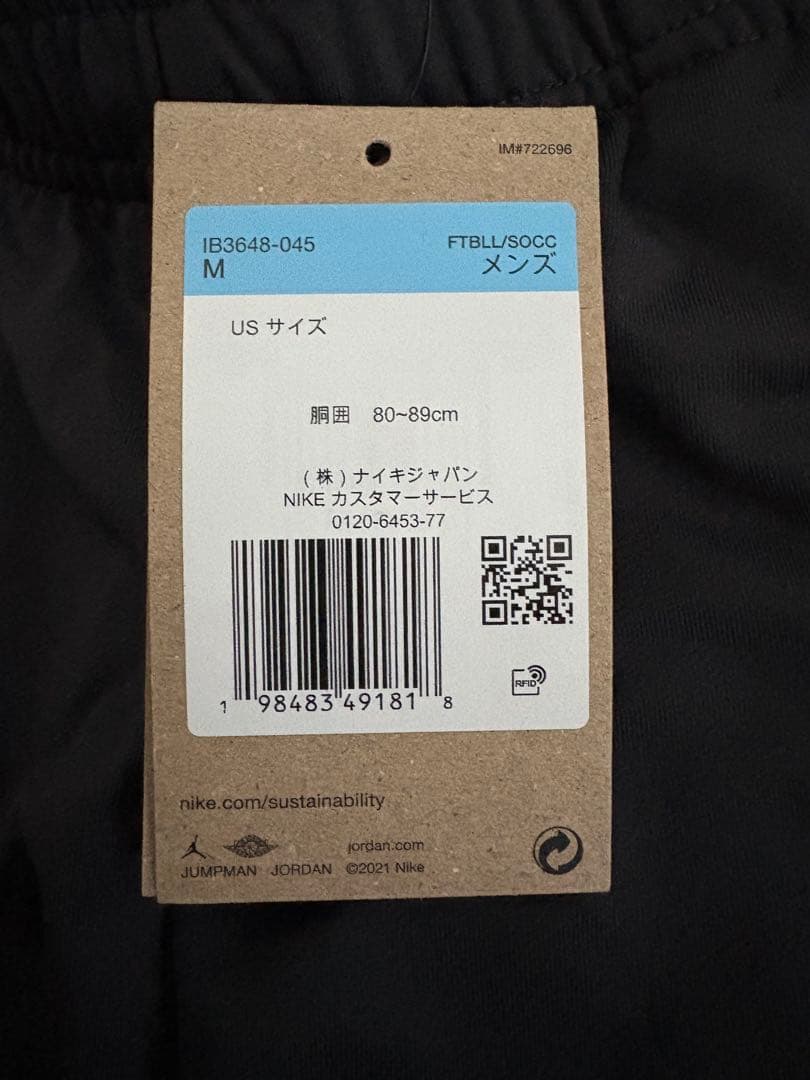 IM#722696
IB3648-045
M
FTBLL/SOCC
メンズ
US サイズ
胴囲 80~89cm
(株)ナイキジャパン
NIKE カスタマーサービス
0120-6453-77
RFID
1 98483 49181 8
nike.com/sustainability
jordan.com
JUMPMAN JORDAN ©2021 Nike